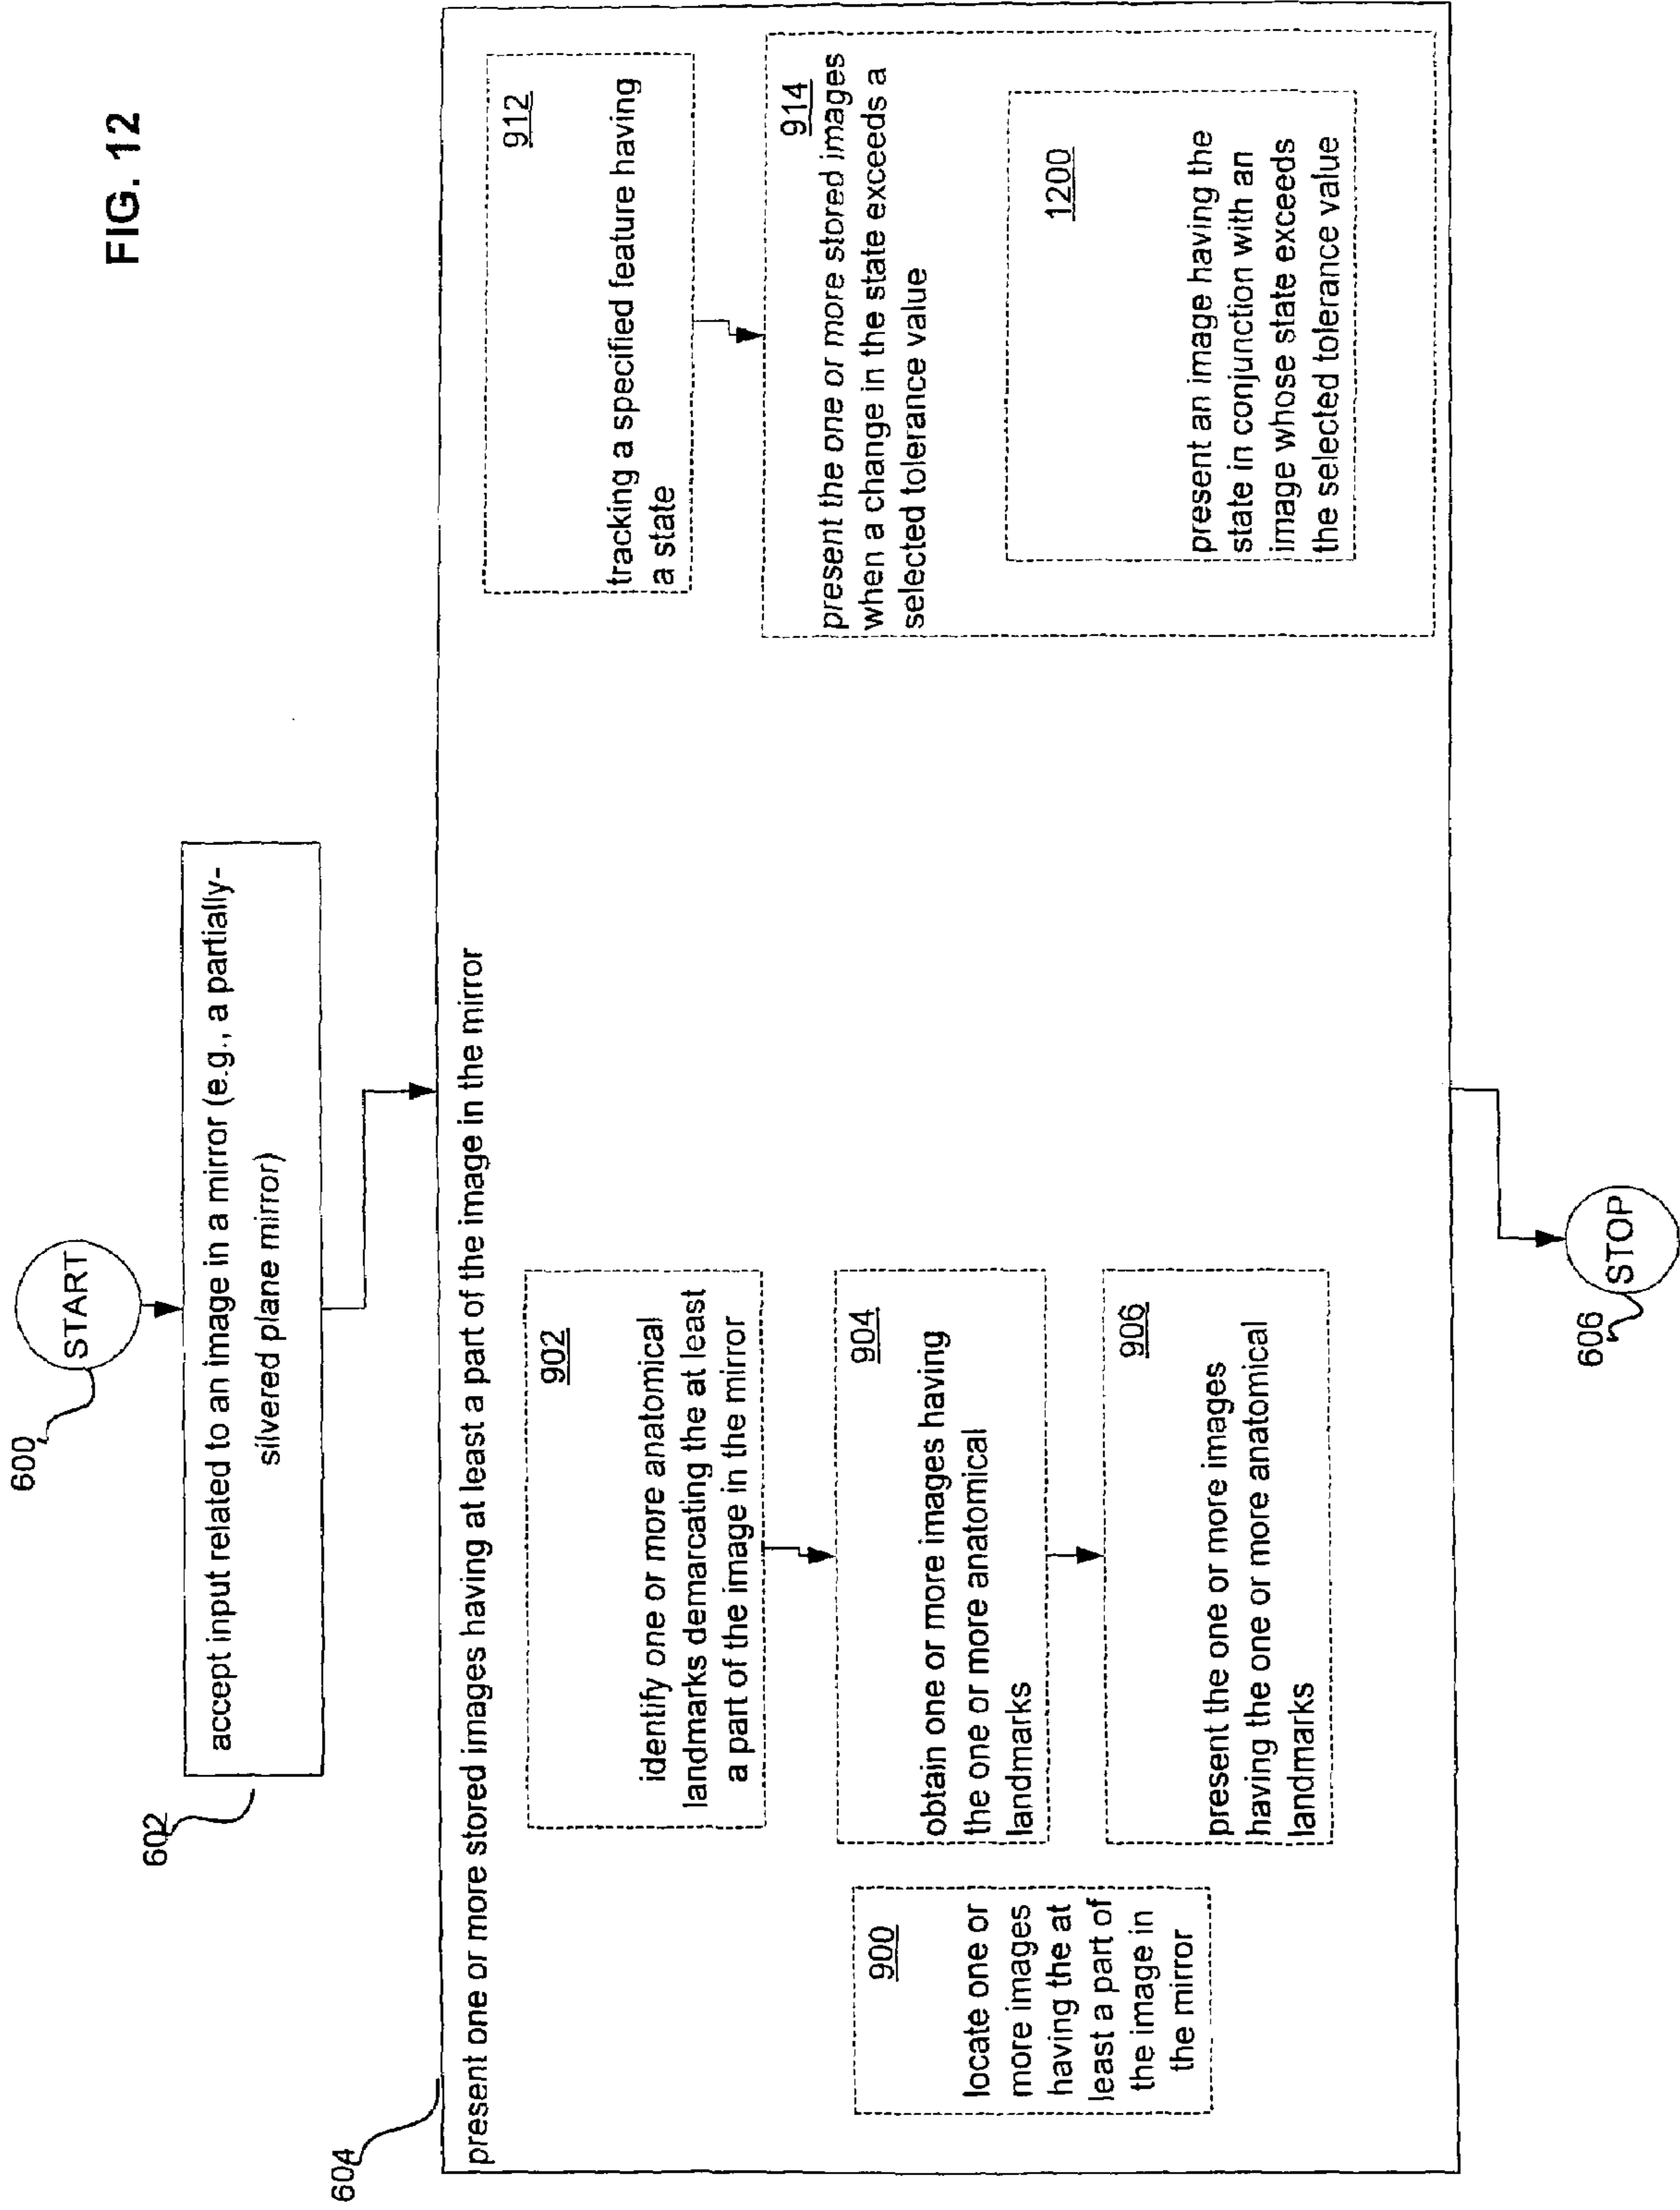 FIG. 12
600
START
602
accept input related to an image in a mirror (e.g., a partially-
silvered plane mirror)
604
present one or more stored images having at least a part of the image in the mirror
900
locate one or
more images
having the at
least a part of
the image in
the mirror
902
identify one or more anatomical
landmarks demarcating the at least
a part of the image in the mirror
904
obtain one or more images having
the one or more anatomical
landmarks
906
present the one or more images
having the one or more anatomical
landmarks
912
tracking a specified feature having
a state
914
present the one or more stored images
when a change in the state exceeds a
selected tolerance value
1200
present an image having the
state in conjunction with an
image whose state exceeds
the selected tolerance value
606
STOP